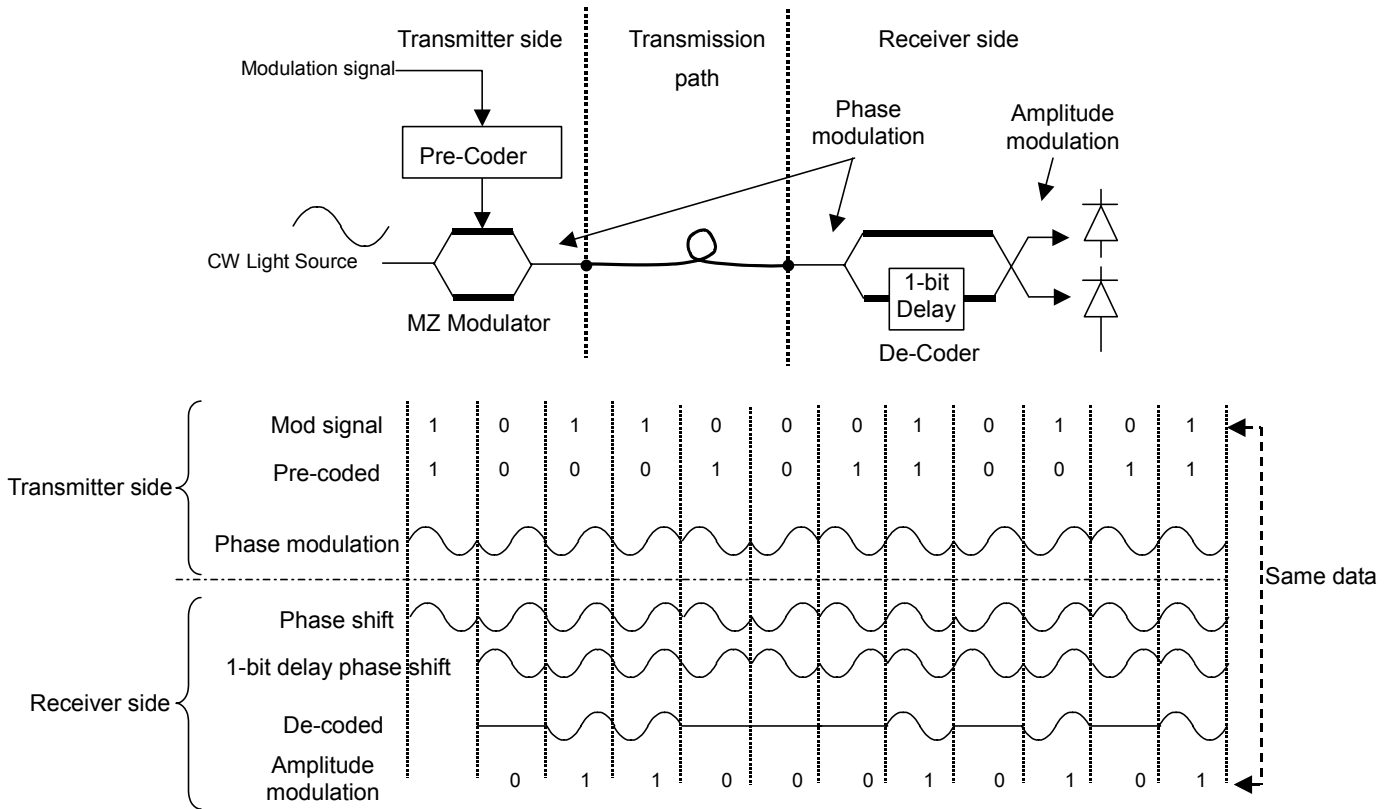 Transmitter side
Transmission
path
Receiver side
Modulation signal
Phase
modulation
Amplitude
modulation
Pre-Coder
CW Light Source
1-bit
Delay
MZ Modulator
De-Coder
Mod signal 1 0 1 1 0 0 0 1 0 1 0 1
Pre-coded 1 0 0 0 1 0 1 1 0 0 1 1
Transmitter side
Phase modulation
Same data
Phase shift
1-bit delay phase shift
Receiver side
De-coded
Amplitude
modulation 0 1 1 0 0 0 1 0 1 0 1